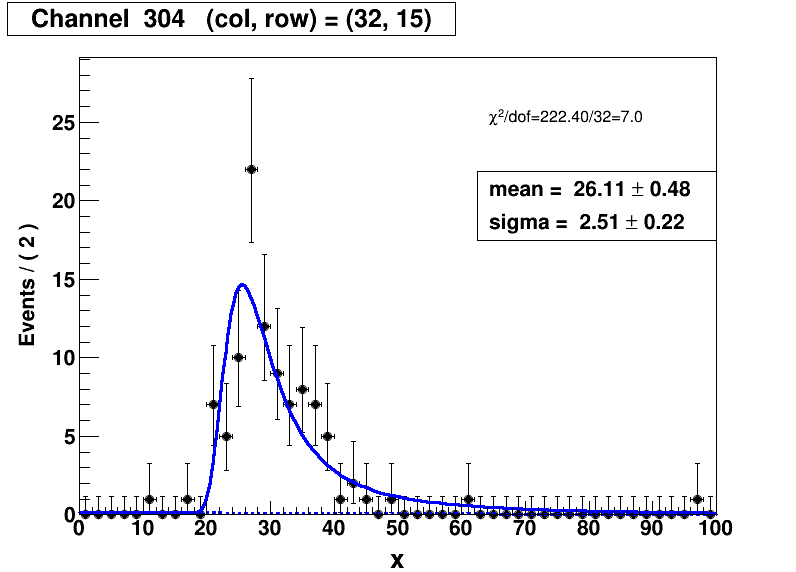 Channel  304   (col, row) = (32, 15)
χ²/dof=222.40/32=7.0
mean =  26.11 ± 0.48
sigma =  2.51 ± 0.22
Events / ( 2 )
25
20
15
10
5
0
0 10 20 30 40 50 60 70 80 90 100
x